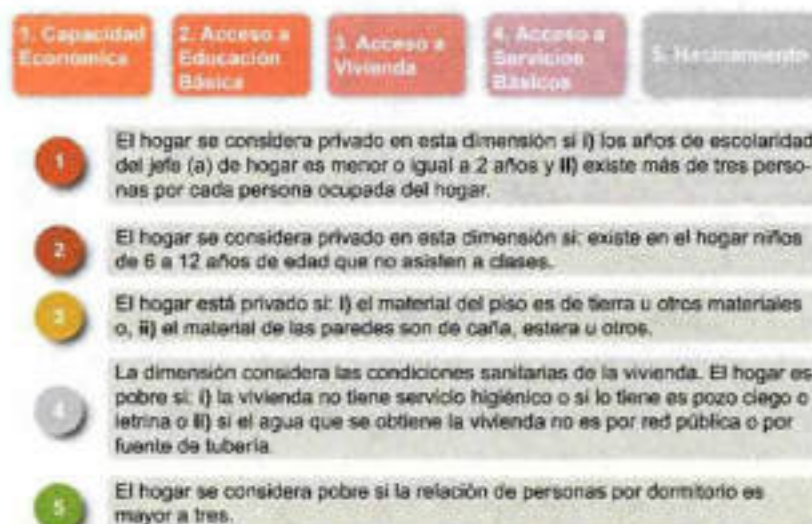 1. Capacidad
Económica
2. Acceso a
Educación
Básica
3. Acceso a
Vivienda
4. Acceso a
Servicios
Básicos
5. Hacinamiento
1
El hogar se considera privado en esta dimensión si i) los años de escolaridad
del jefe (a) de hogar es menor o igual a 2 años y ii) existe más de tres perso-
nas por cada persona ocupada del hogar.
2
El hogar se considera privado en esta dimensión si: existe en el hogar niños
de 6 a 12 años de edad que no asisten a clases.
3
El hogar está privado si: i) el material del piso es de tierra u otros materiales
o, ii) el material de las paredes son de caña, estera u otros.
4
La dimensión considera las condiciones sanitarias de la vivienda. El hogar es
pobre si: i) la vivienda no tiene servicio higiénico o si lo tiene es pozo ciego o
letrina o ii) si el agua que se obtiene la vivienda no es por red pública o por
fuente de tubería.
5
El hogar se considera pobre si la relación de personas por dormitorio es
mayor a tres.